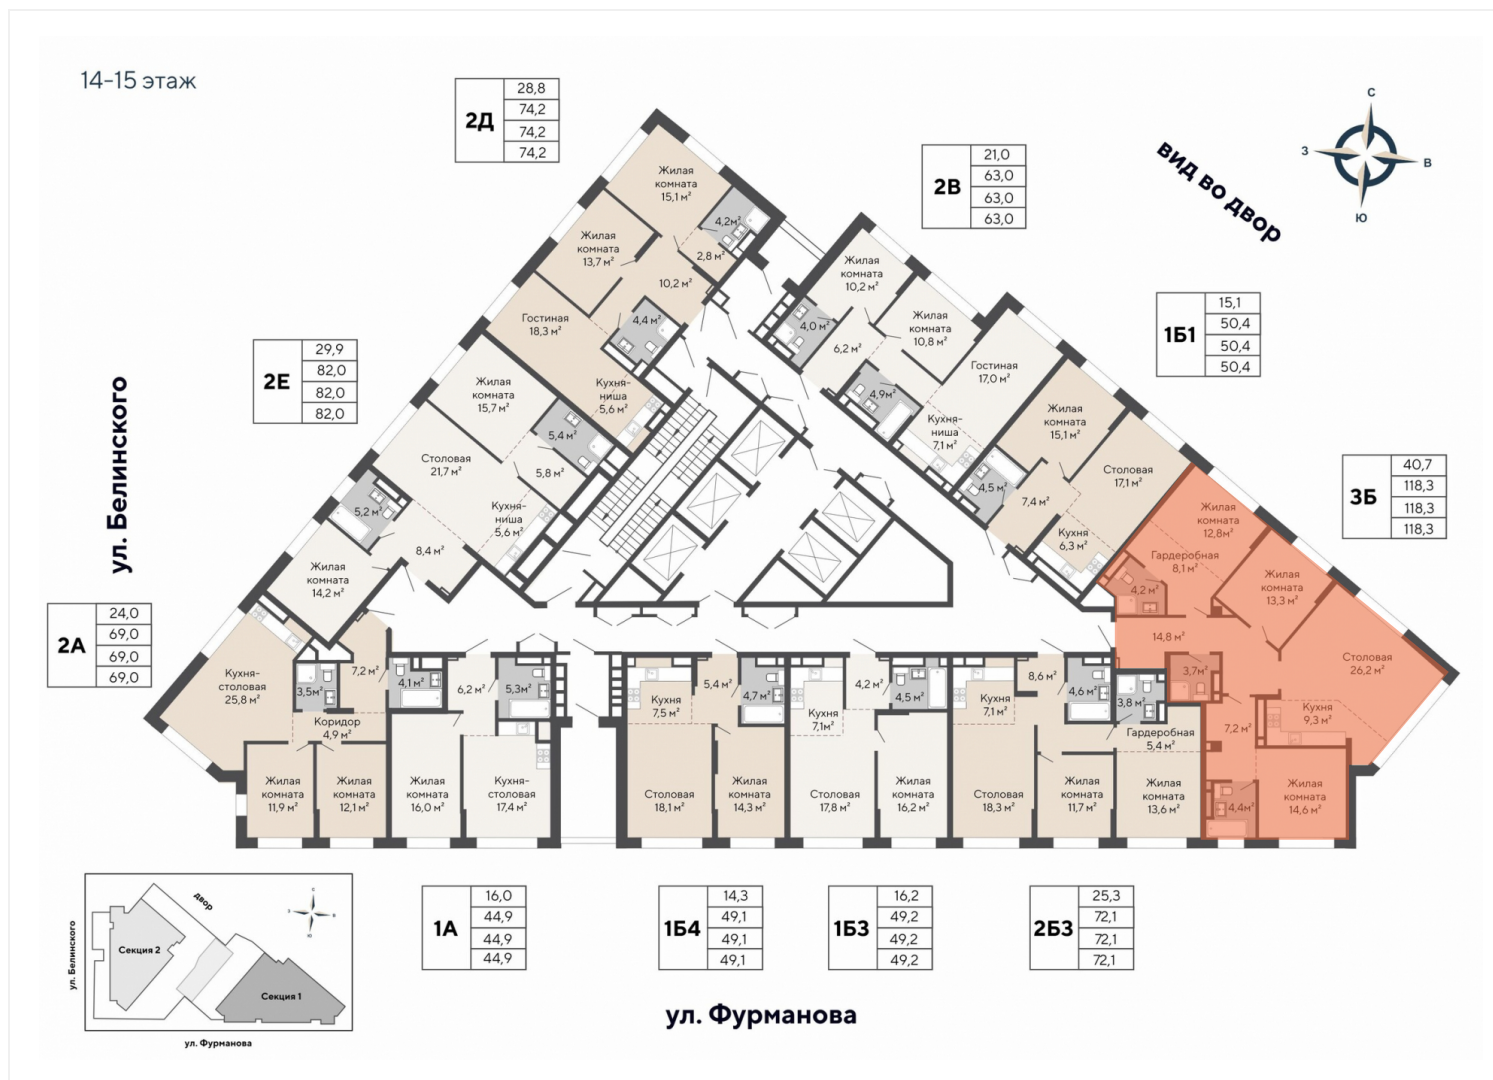 14-15 этаж
2Д
28,8
74,2
74,2
74,2
2В
21,0
63,0
63,0
63,0
вид во двор
С
З
В
Ю
2Е
29,9
82,0
82,0
82,0
1Б1
15,1
50,4
50,4
50,4
3Б
40,7
118,3
118,3
118,3
ул. Белинского
2А
24,0
69,0
69,0
69,0
Жилая
комната
15,1 м²
4,2м²
2,8 м²
Жилая
комната
13,7 м²
10,2 м²
Гостиная
18,3 м²
4,4 м²
Кухня-
ниша
5,6 м²
Жилая
комната
15,7 м²
5,4 м²
5,8 м²
Столовая
21,7 м²
Кухня-
ниша
5,6 м²
5,2 м²
8,4 м²
Жилая
комната
14,2 м²
Жилая
комната
10,2 м²
4,0 м²
6,2 м²
Жилая
комната
10,8 м²
4,9м²
Гостиная
17,0 м²
Кухня-
ниша
7,1 м²
Жилая
комната
15,1 м²
4,5 м²
7,4 м²
Столовая
17,1 м²
Кухня
6,3 м²
Жилая
комната
12,8м²
Гардеробная
8,1 м²
4,2 м²
Жилая
комната
13,3 м²
14,8 м²
Столовая
26,2 м²
3,7м²
Кухня
9,3 м²
7,2 м²
4,4м²
Жилая
комната
14,6 м²
Кухня-
столовая
25,8 м²
3,5м²
7,2 м²
Коридор
4,9 м²
Жилая
комната
11,9 м²
Жилая
комната
12,1 м²
4,1 м²
6,2 м²
5,3м²
Жилая
комната
16,0 м²
Кухня-
столовая
17,4 м²
Кухня
7,5 м²
5,4 м²
4,7 м²
Столовая
18,1 м²
Жилая
комната
14,3 м²
Кухня
7,1м²
4,2 м²
4,5 м²
Столовая
17,8 м²
Жилая
комната
16,2 м²
Кухня
7,1 м²
8,6 м²
4,6 м²
3,8 м²
Гардеробная
5,4 м²
Столовая
18,3 м²
Жилая
комната
11,7 м²
Жилая
комната
13,6 м²
1А
16,0
44,9
44,9
44,9
1Б4
14,3
49,1
49,1
49,1
1Б3
16,2
49,2
49,2
49,2
2Б3
25,3
72,1
72,1
72,1
ул. Фурманова
двор
С
З
В
Ю
ул. Белинского
Секция 2
Секция 1
ул. Фурманова